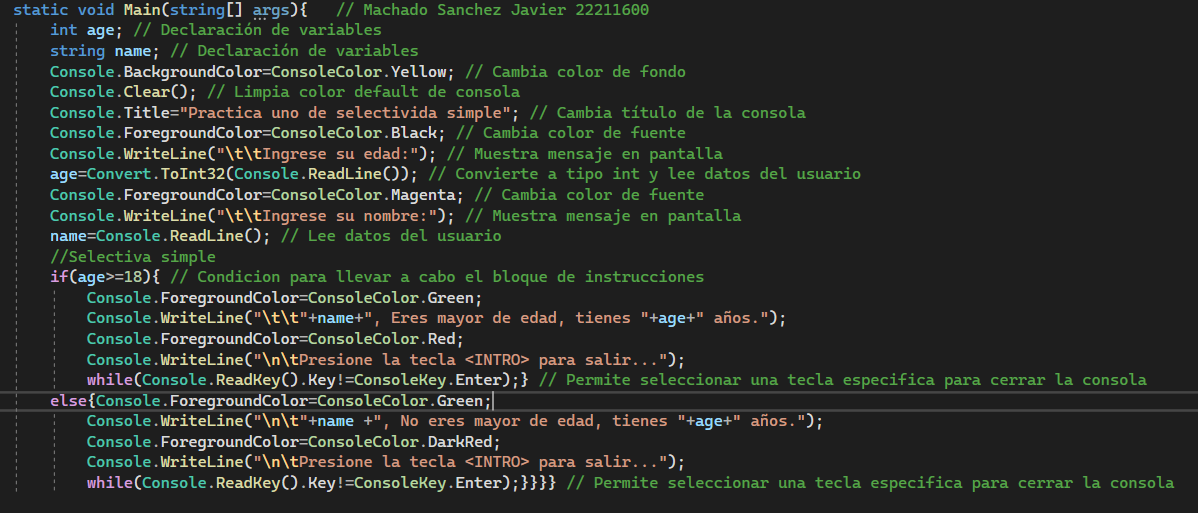 static void Main(string[] args){   // Machado Sanchez Javier 22211600
    int age; // Declaración de variables
    string name; // Declaración de variables
    Console.BackgroundColor=ConsoleColor.Yellow; // Cambia color de fondo
    Console.Clear(); // Limpia color default de consola
    Console.Title="Practica uno de selectivida simple"; // Cambia título de la consola
    Console.ForegroundColor=ConsoleColor.Black; // Cambia color de fuente
    Console.WriteLine("\t\tIngrese su edad:"); // Muestra mensaje en pantalla
    age=Convert.ToInt32(Console.ReadLine()); // Convierte a tipo int y lee datos del usuario
    Console.ForegroundColor=ConsoleColor.Magenta; // Cambia color de fuente
    Console.WriteLine("\t\tIngrese su nombre:"); // Muestra mensaje en pantalla
    name=Console.ReadLine(); // Lee datos del usuario
    //Selectiva simple
    if(age>=18){ // Condicion para llevar a cabo el bloque de instrucciones
        Console.ForegroundColor=ConsoleColor.Green;
        Console.WriteLine("\t\t"+name+", Eres mayor de edad, tienes "+age+" años.");
        Console.ForegroundColor=ConsoleColor.Red;
        Console.WriteLine("\n\tPresione la tecla <INTRO> para salir...");
        while(Console.ReadKey().Key!=ConsoleKey.Enter);} // Permite seleccionar una tecla especifica para cerrar la consola
    else{Console.ForegroundColor=ConsoleColor.Green;
        Console.WriteLine("\n\t"+name +", No eres mayor de edad, tienes "+age+" años.");
        Console.ForegroundColor=ConsoleColor.DarkRed;
        Console.WriteLine("\n\tPresione la tecla <INTRO> para salir...");
        while(Console.ReadKey().Key!=ConsoleKey.Enter);}}}} // Permite seleccionar una tecla especifica para cerrar la consola